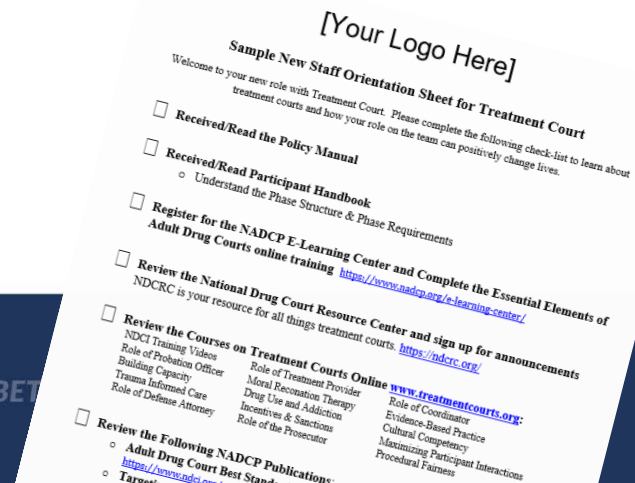 [Your Logo Here]
Sample New Staff Orientation Sheet for Treatment Court
Welcome to your new role with Treatment Court. Please complete the following check-list to learn about
treatment courts and how your role on the team can positively change lives.
Received/Read the Policy Manual
Received/Read Participant Handbook
Understand the Phase Structure & Phase Requirements
Register for the NADCP E-Learning Center and Complete the Essential Elements of
Adult Drug Courts online training https://www.nadcp.org/e-learning-center/
Review the National Drug Court Resource Center and sign up for announcements
NDCRC is your resource for all things treatment courts. https://ndcrc.org/
Review the Courses on Treatment Courts Online www.treatmentcourts.org:
NDCI Training Videos
Role of Probation Officer
Building Capacity
Trauma Informed Care
Role of Defense Attorney
Role of Treatment Provider
Moral Reconation Therapy
Drug Use and Addiction
Incentives & Sanctions
Role of the Prosecutor
Role of Coordinator
Evidence-Based Practice
Cultural Competency
Maximizing Participant Interactions
Procedural Fairness
Review the Following NADCP Publications:
Adult Drug Court Best
BET